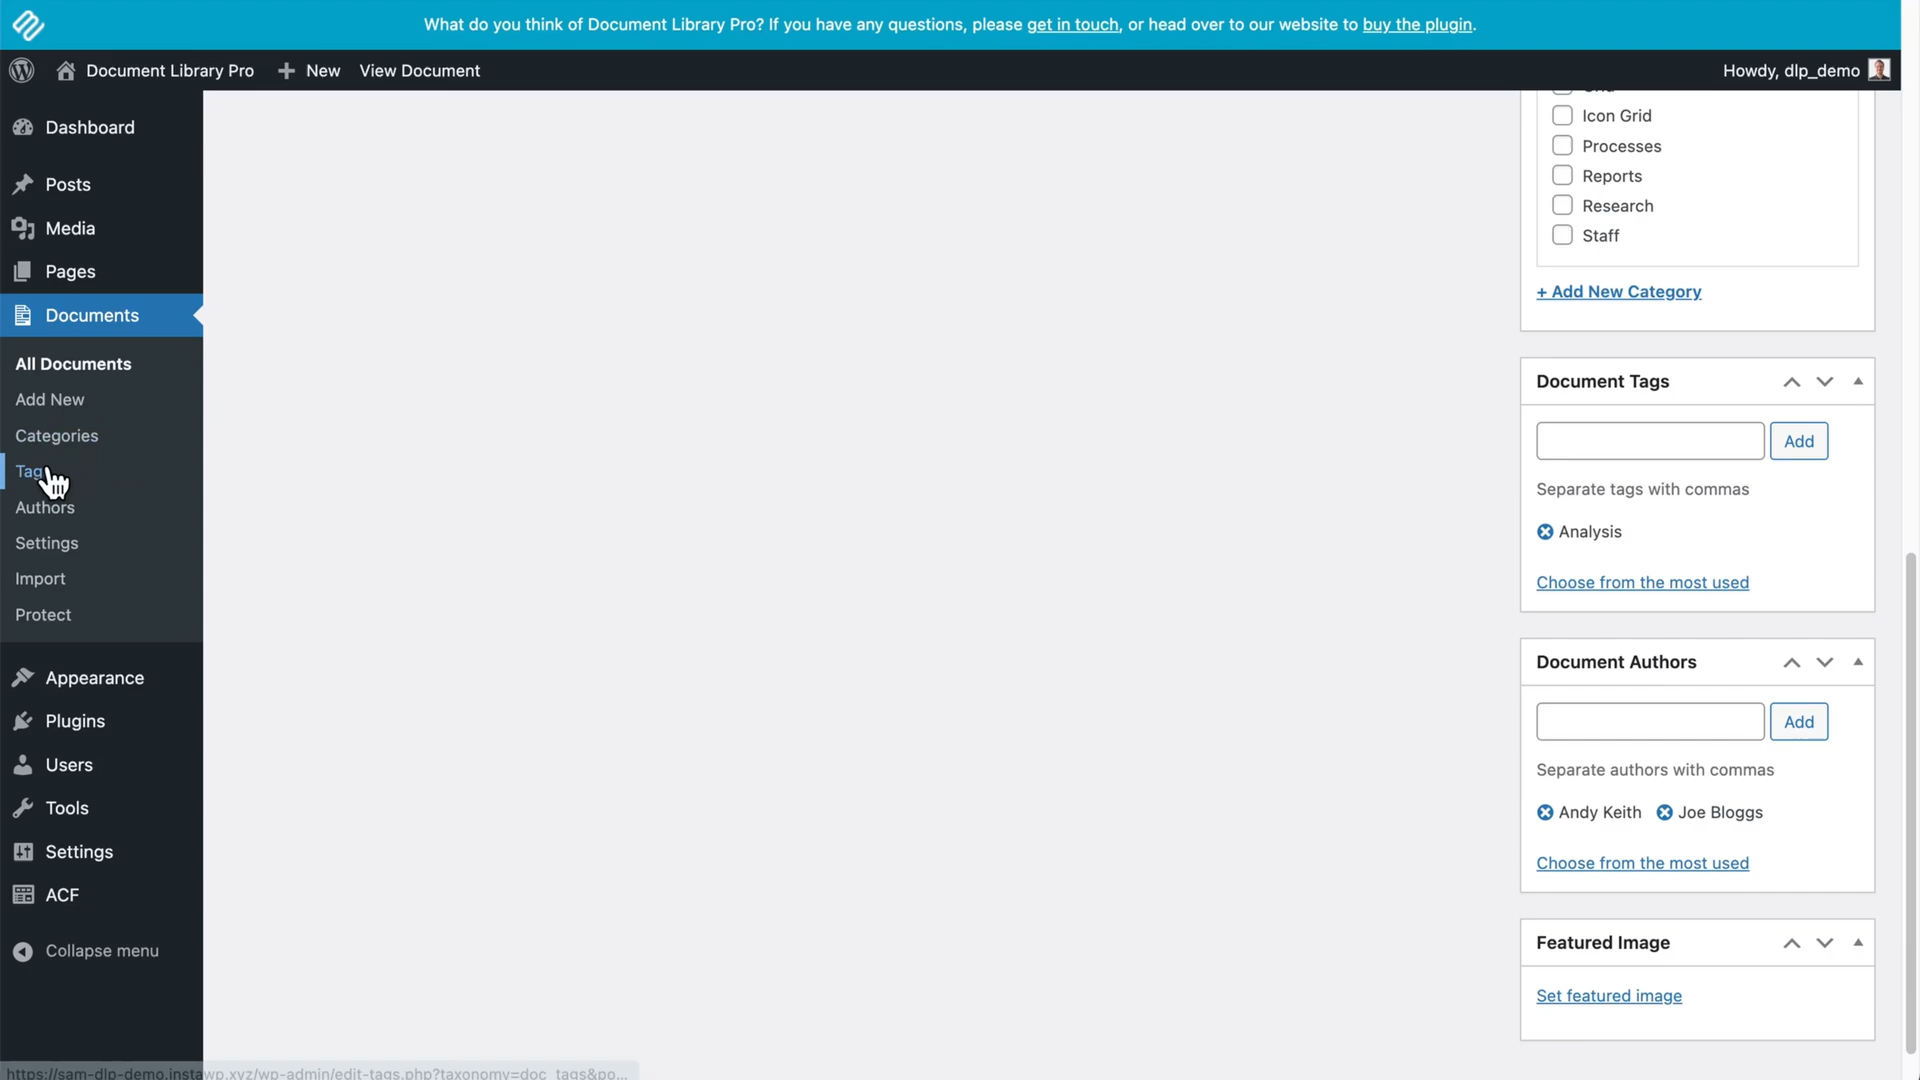 What do you think of Document Library Pro? If you have any questions, please get in touch, or head over to our website to buy the plugin.
Document Library Pro
New
View Document
Howdy, dlp_demo
Dashboard
Posts
Media
Pages
Documents
All Documents
Add New
Categories
Tag
Authors
Settings
Import
Protect
Appearance
Plugins
Users
Tools
Settings
ACF
Collapse menu
Icon Grid
Processes
Reports
Research
Staff
+ Add New Category
Document Tags
Add
Separate tags with commas
Analysis
Choose from the most used
Document Authors
Add
Separate authors with commas
Andy Keith Joe Bloggs
Choose from the most used
Featured Image
Set featured image
https://sam-dlp-demo.instawp.xyz/wp-admin/edit-tags.php?taxonomy=doc_tags&po...